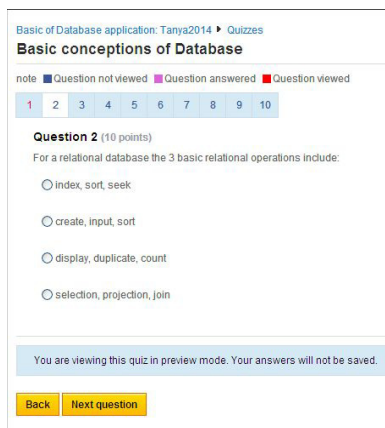 Basic of Database application: Tanya2014 ▶ Quizzes
Basic conceptions of Database
note Question not viewed Question answered Question viewed
1 2 3 4 5 6 7 8 9 10
Question 2 (10 points)
For a relational database the 3 basic relational operations include:
index, sort, seek
create, input, sort
display, duplicate, count
selection, projection, join
You are viewing this quiz in preview mode. Your answers will not be saved.
Back Next question